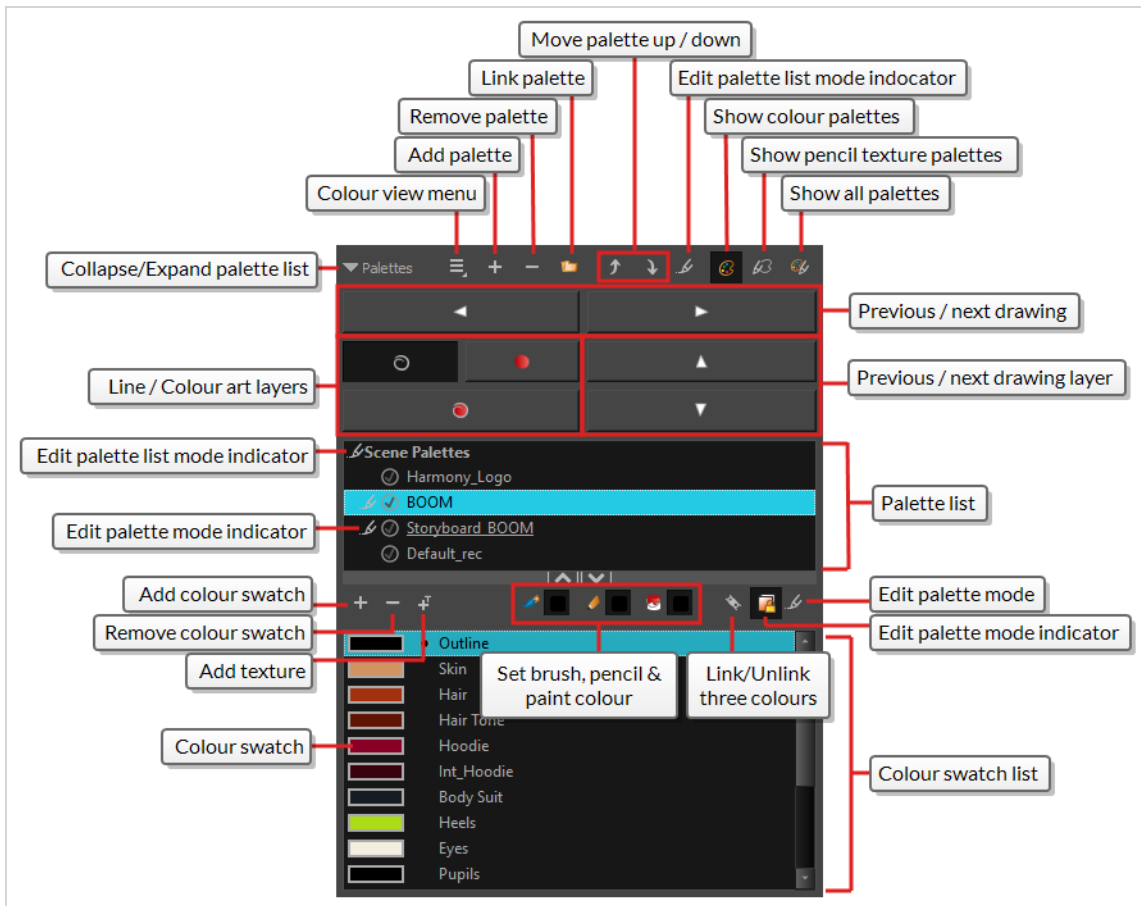 Move palette up / down
Link palette
Edit palette list mode indocator
Remove palette
Show colour palettes
Add palette
Show pencil texture palettes
Colour view menu
Show all palettes
Collapse/Expand palette list
Palettes
Previous / next drawing
Line / Colour art layers
Previous / next drawing layer
Edit palette list mode indicator
Scene Palettes
Harmony_Logo
BOOM
Palette list
Edit palette mode indicator
Storyboard_BOOM
Default_rec
Add colour swatch
Edit palette mode
Remove colour swatch
Edit palette mode indicator
Add texture
Outline
Skin
Set brush, pencil &
paint colour
Link/Unlink
three colours
Hair
Hair Tone
Colour swatch
Hoodie
Int_Hoodie
Colour swatch list
Body Suit
Heels
Eyes
Pupils